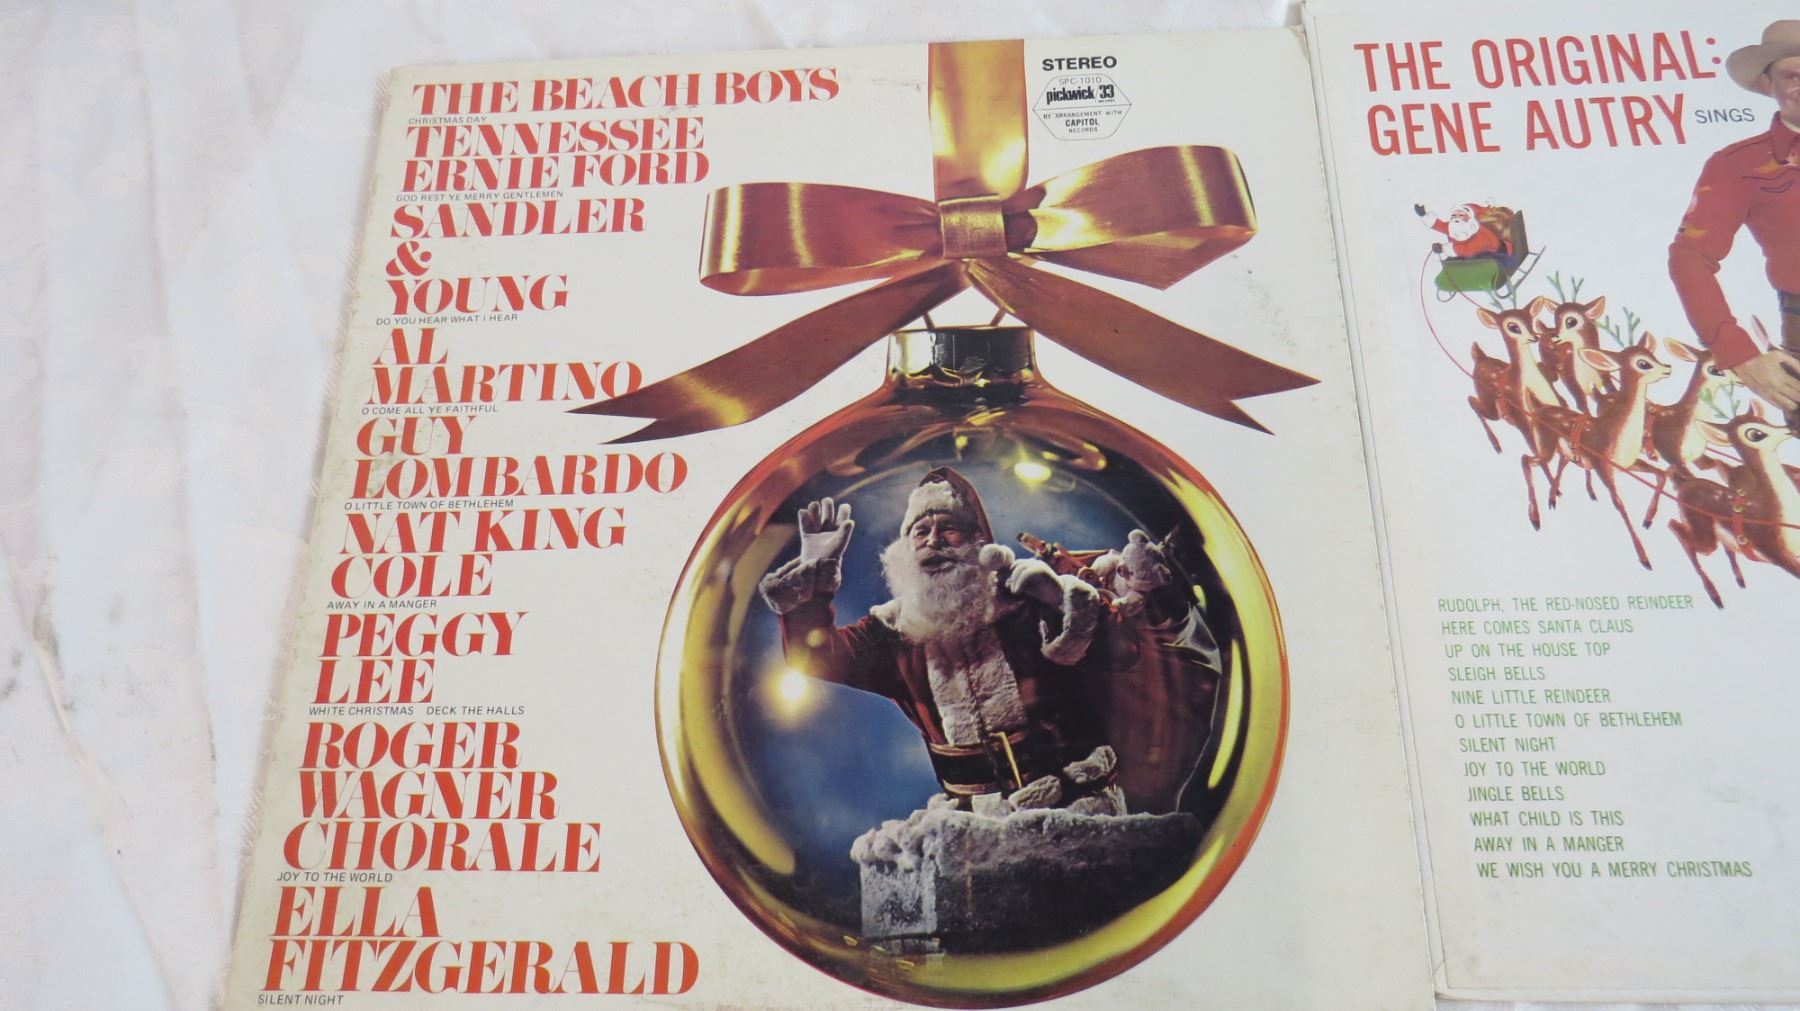 THE BEACH BOYS
CHRISTMAS DAY
TENNESSEE
ERNIE FORD
GOD REST YE MERRY GENTLEMEN
SANDLER
&
YOUNG
DO YOU HEAR WHAT I HEAR
AL
MARTINO
O COME ALL YE FAITHFUL
GUY
LOMBARDO
O LITTLE TOWN OF BETHLEHEM
NAT KING
COLE
AWAY IN A MANGER
PEGGY
LEE
WHITE CHRISTMAS DECK THE HALLS
ROGER
WAGNER
CHORALE
JOY TO THE WORLD
ELLA
FITZGERALD
SILENT NIGHT
STEREO
SPC-1010
pickwick/33
RECORDS
BY ARRANGEMENT WITH
CAPITOL
RECORDS
THE ORIGINAL:
GENE AUTRY SINGS
RUDOLPH, THE RED-NOSED REINDEER
HERE COMES SANTA CLAUS
UP ON THE HOUSE TOP
SLEIGH BELLS
NINE LITTLE REINDEER
O LITTLE TOWN OF BETHLEHEM
SILENT NIGHT
JOY TO THE WORLD
JINGLE BELLS
WHAT CHILD IS THIS
AWAY IN A MANGER
WE WISH YOU A MERRY CHRISTMAS